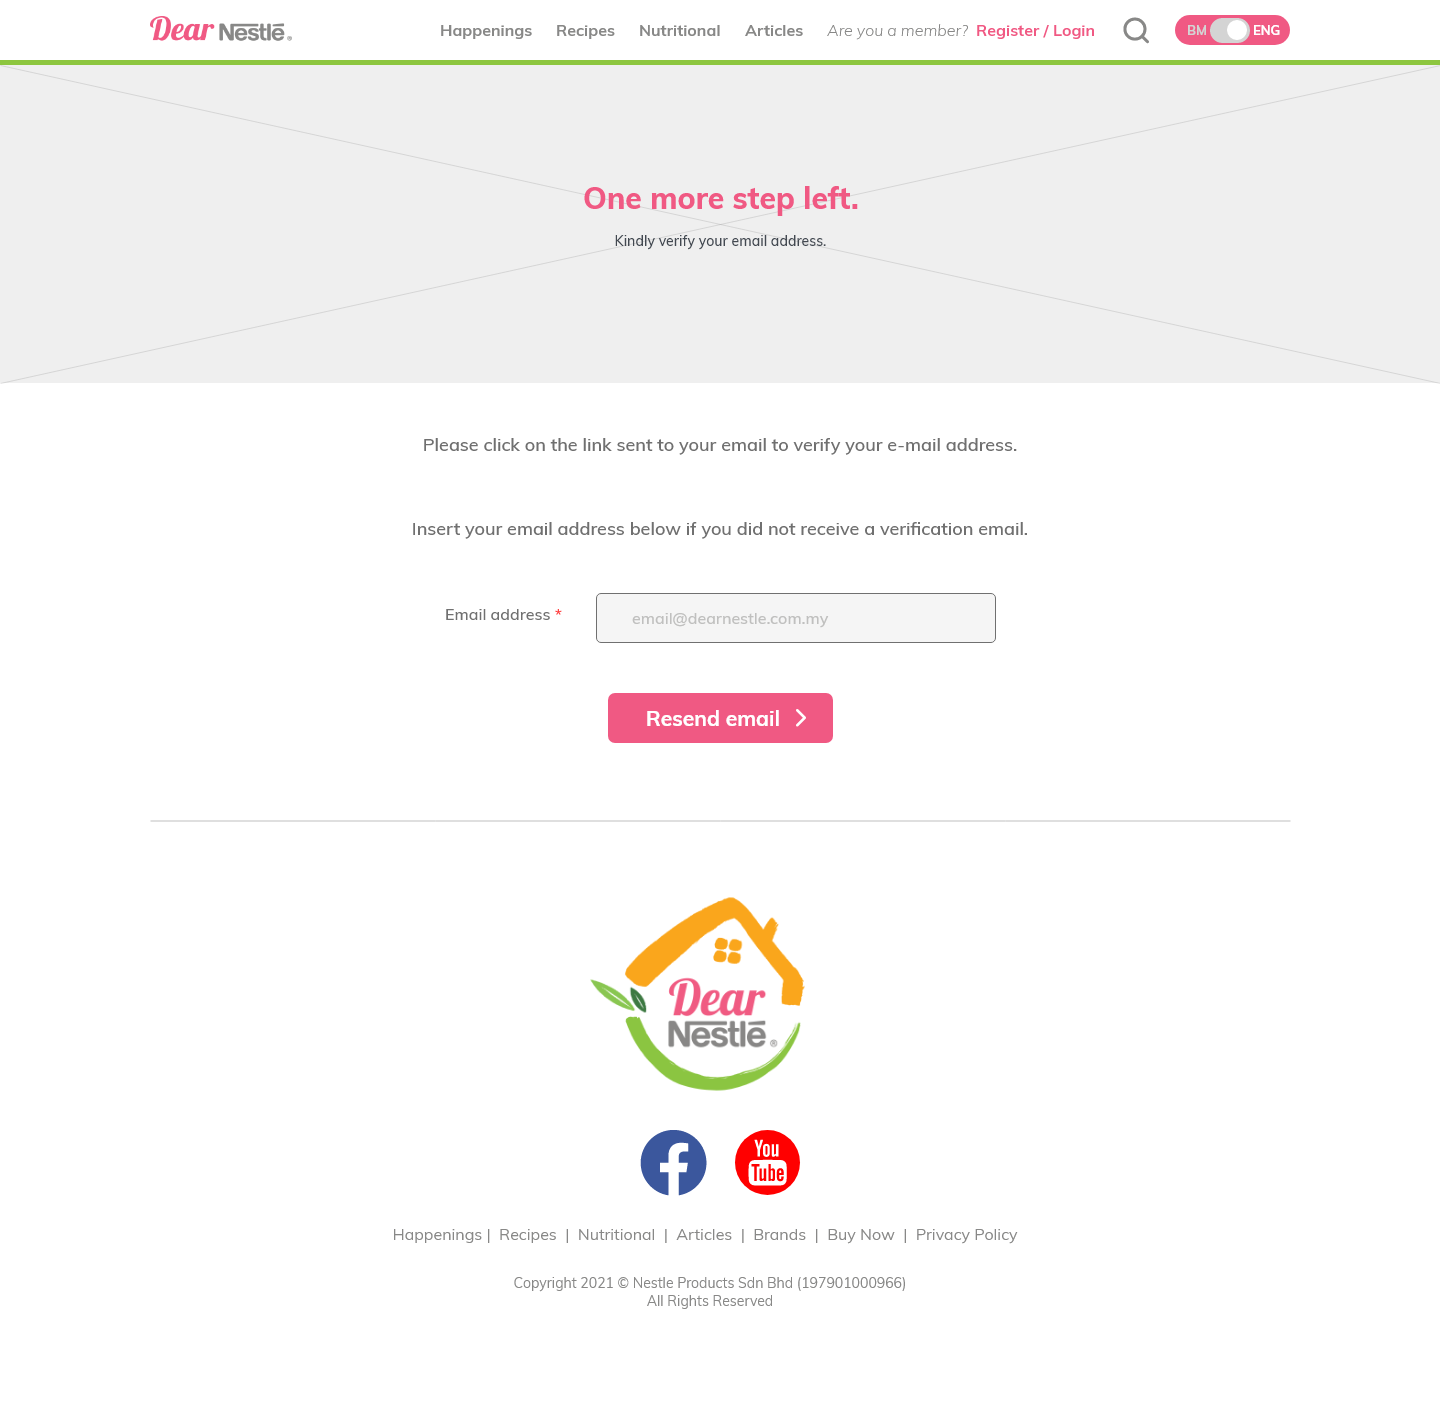 Dear Nestlé®
Happenings Recipes Nutritional Articles Are you a member? Register / Login BM ENG
One more step left.
Kindly verify your email address.
Please click on the link sent to your email to verify your e-mail address.
Insert your email address below if you did not receive a verification email.
Email address * email@dearnestle.com.my
Resend email
Dear
Nestlé®
You
Tube
Happenings | Recipes | Nutritional | Articles | Brands | Buy Now | Privacy Policy
Copyright 2021 © Nestle Products Sdn Bhd (197901000966)
All Rights Reserved